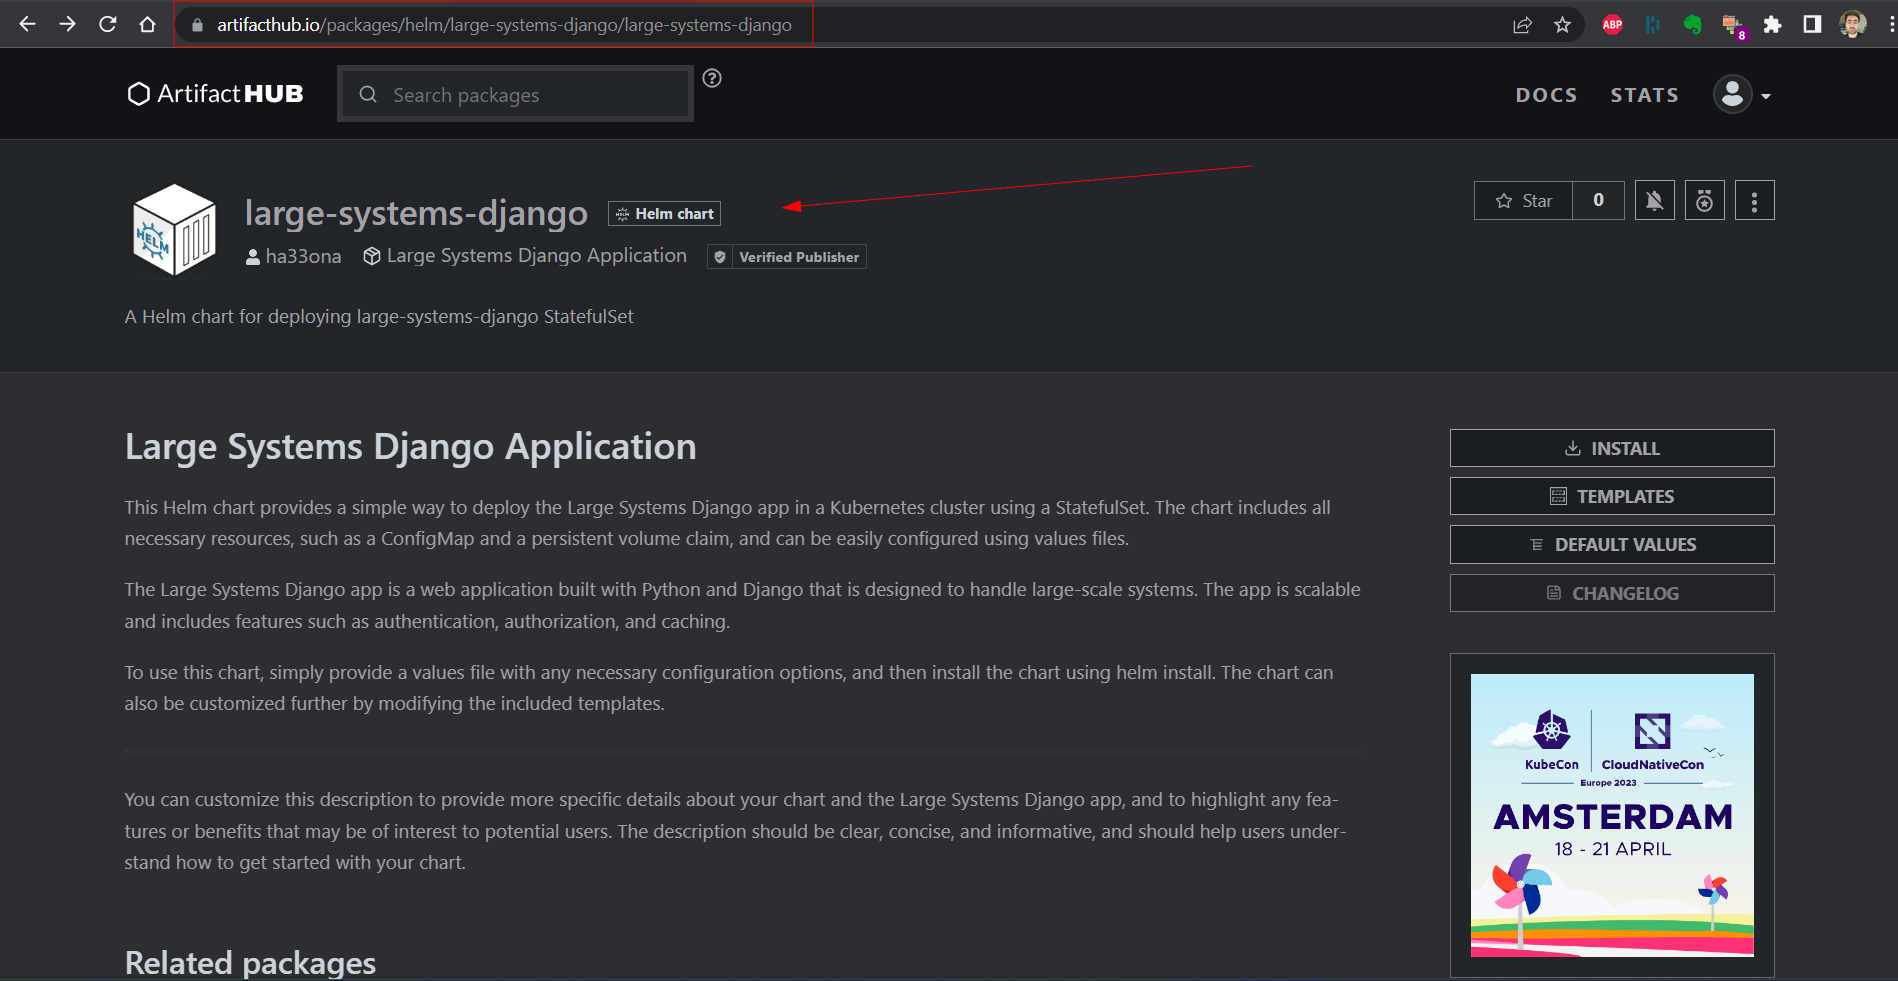 artifacthub.io/packages/helm/large-systems-django/large-systems-django
ABP
8
Artifact HUB
Search packages
?
DOCS
STATS
HELM
large-systems-django
HELM
Helm chart
Star
0
ha33ona
Large Systems Django Application
Verified Publisher
A Helm chart for deploying large-systems-django StatefulSet
Large Systems Django Application
This Helm chart provides a simple way to deploy the Large Systems Django app in a Kubernetes cluster using a StatefulSet. The chart includes all
necessary resources, such as a ConfigMap and a persistent volume claim, and can be easily configured using values files.
The Large Systems Django app is a web application built with Python and Django that is designed to handle large-scale systems. The app is scalable
and includes features such as authentication, authorization, and caching.
To use this chart, simply provide a values file with any necessary configuration options, and then install the chart using helm install. The chart can
also be customized further by modifying the included templates.
You can customize this description to provide more specific details about your chart and the Large Systems Django app, and to highlight any fea-
tures or benefits that may be of interest to potential users. The description should be clear, concise, and informative, and should help users under-
stand how to get started with your chart.
Related packages
INSTALL
TEMPLATES
DEFAULT VALUES
CHANGELOG
KubeCon
CloudNativeCon
Europe 2023
AMSTERDAM
18 - 21 APRIL